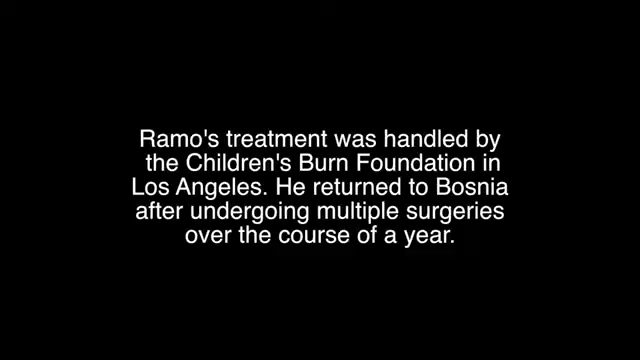 Ramo's treatment was handled by
the Children's Burn Foundation in
Los Angeles. He returned to Bosnia
after undergoing multiple surgeries
over the course of a year.